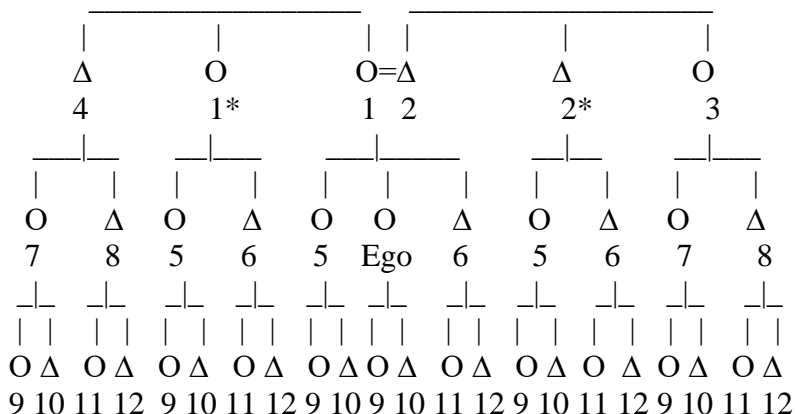 Δ O O=Δ Δ O
4 1* 1 2 2* 3
O Δ O Δ O O Δ O Δ O Δ
7 8 5 6 5 Ego 6 5 6 7 8
O Δ O Δ O Δ O Δ O Δ O Δ O Δ O Δ O Δ O Δ O Δ
9 10 11 12 9 10 11 12 9 10 9 10 11 12 9 10 11 12 9 10 11 12